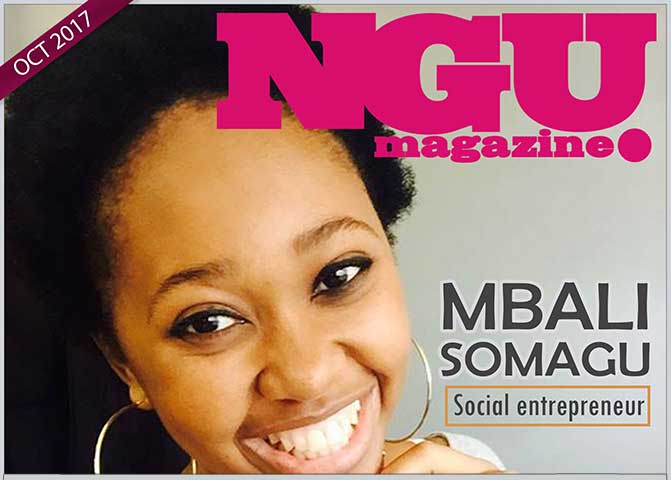 OCT 2017
NGU
magazine.
MBALI
SOMAGU
Social entrepreneur